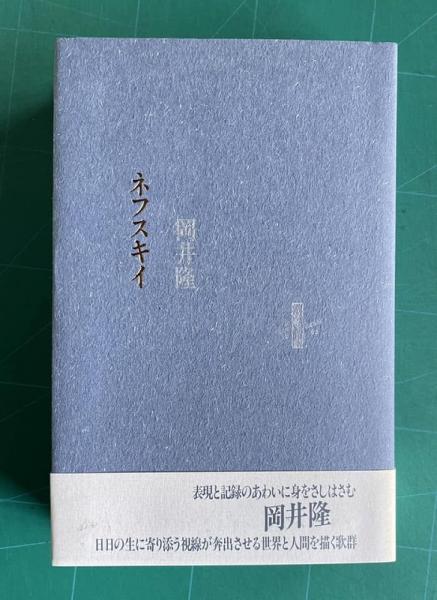 ネフスキイ
岡井隆
表現と記録のあわいに身をさしはさむ
岡井隆
日日の生に寄り添う視線が奔出させる世界と人間を描く歌群